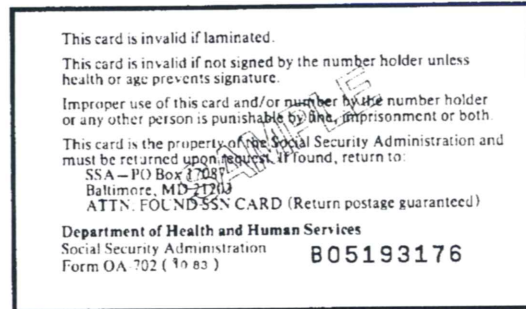 This card is invalid if laminated.
This card is invalid if not signed by the number holder unless
health or age prevents signature.
Improper use of this card and/or number by the number holder
or any other person is punishable by fine, imprisonment or both.
This card is the property of the Social Security Administration and
must be returned upon request. If found, return to:
SSA – PO Box 17087
Baltimore, MD 21203
ATTN. FOUND SSN CARD (Return postage guaranteed)
Department of Health and Human Services
Social Security Administration
Form OA-702 (10 83)
B05193176
SAMPLE